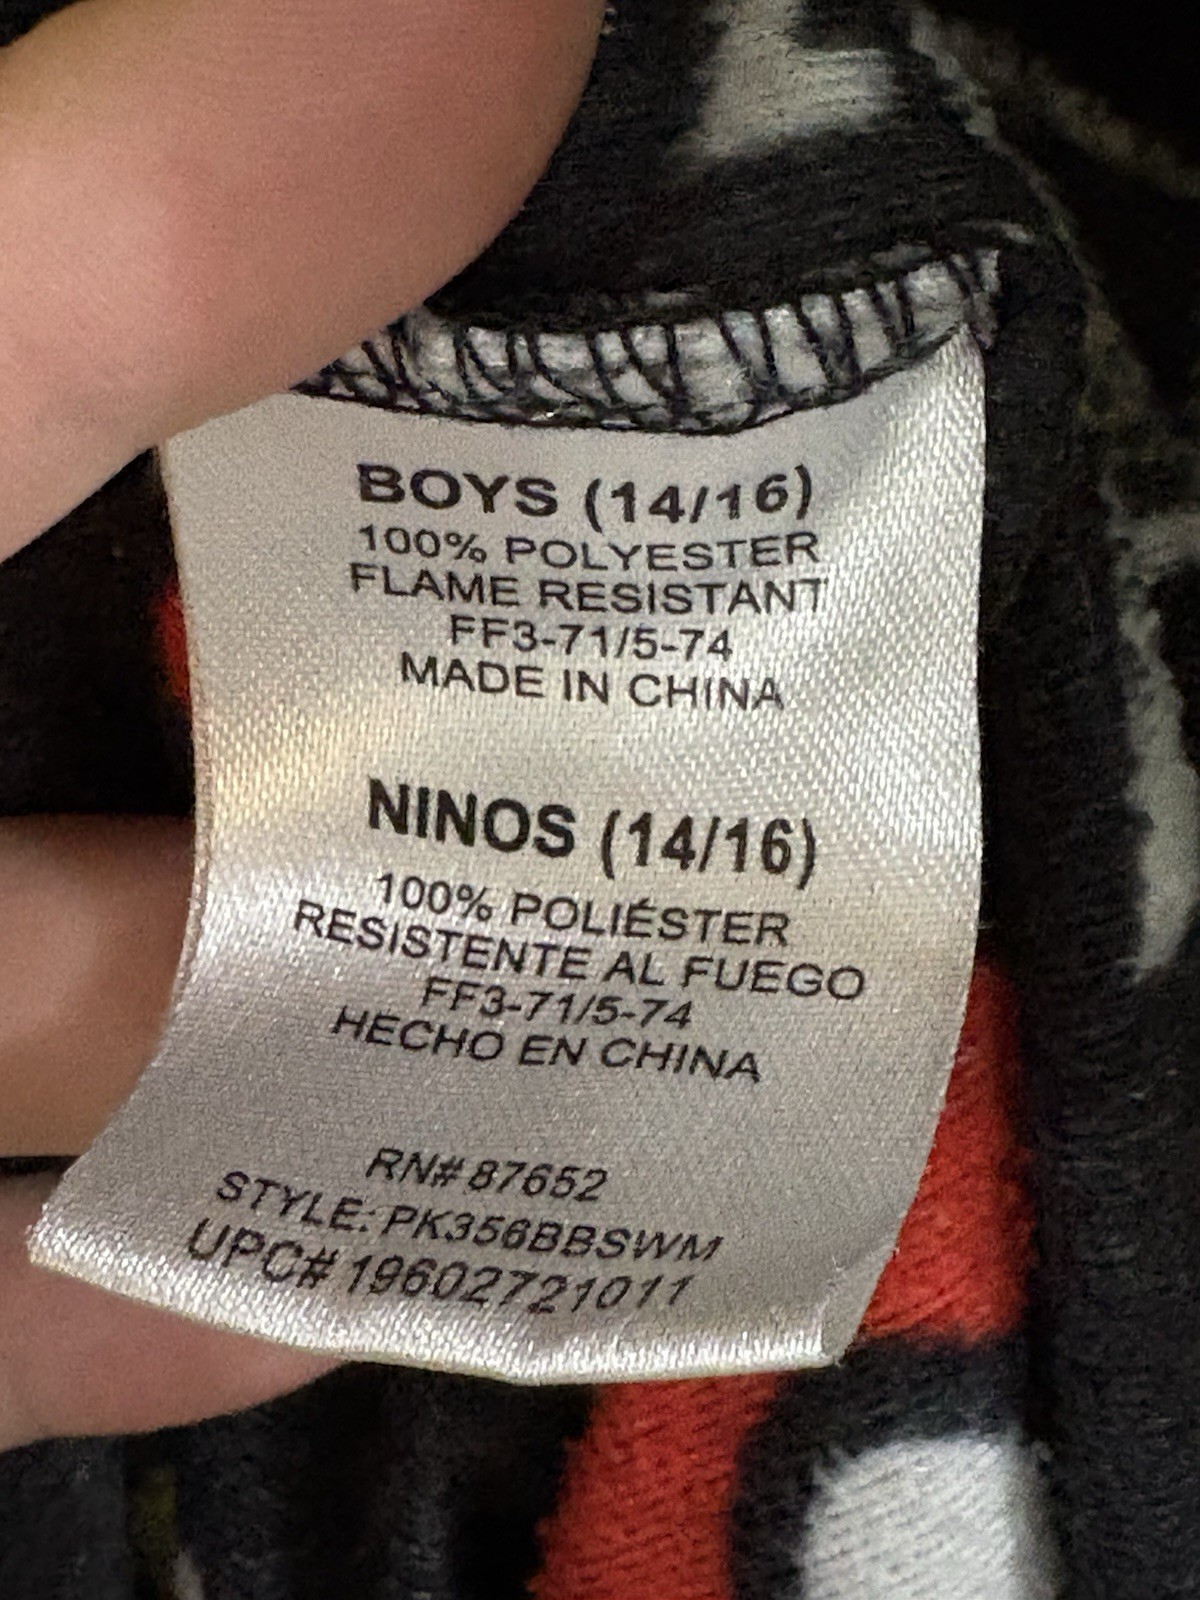 BOYS (14/16)
100% POLYESTER
FLAME RESISTANT
FF3-71/5-74
MADE IN CHINA
NINOS (14/16)
100% POLIÉSTER
RESISTENTE AL FUEGO
FF3-71/5-74
HECHO EN CHINA
RN# 87652
STYLE: PK356BBSWM
UPC# 19602721011